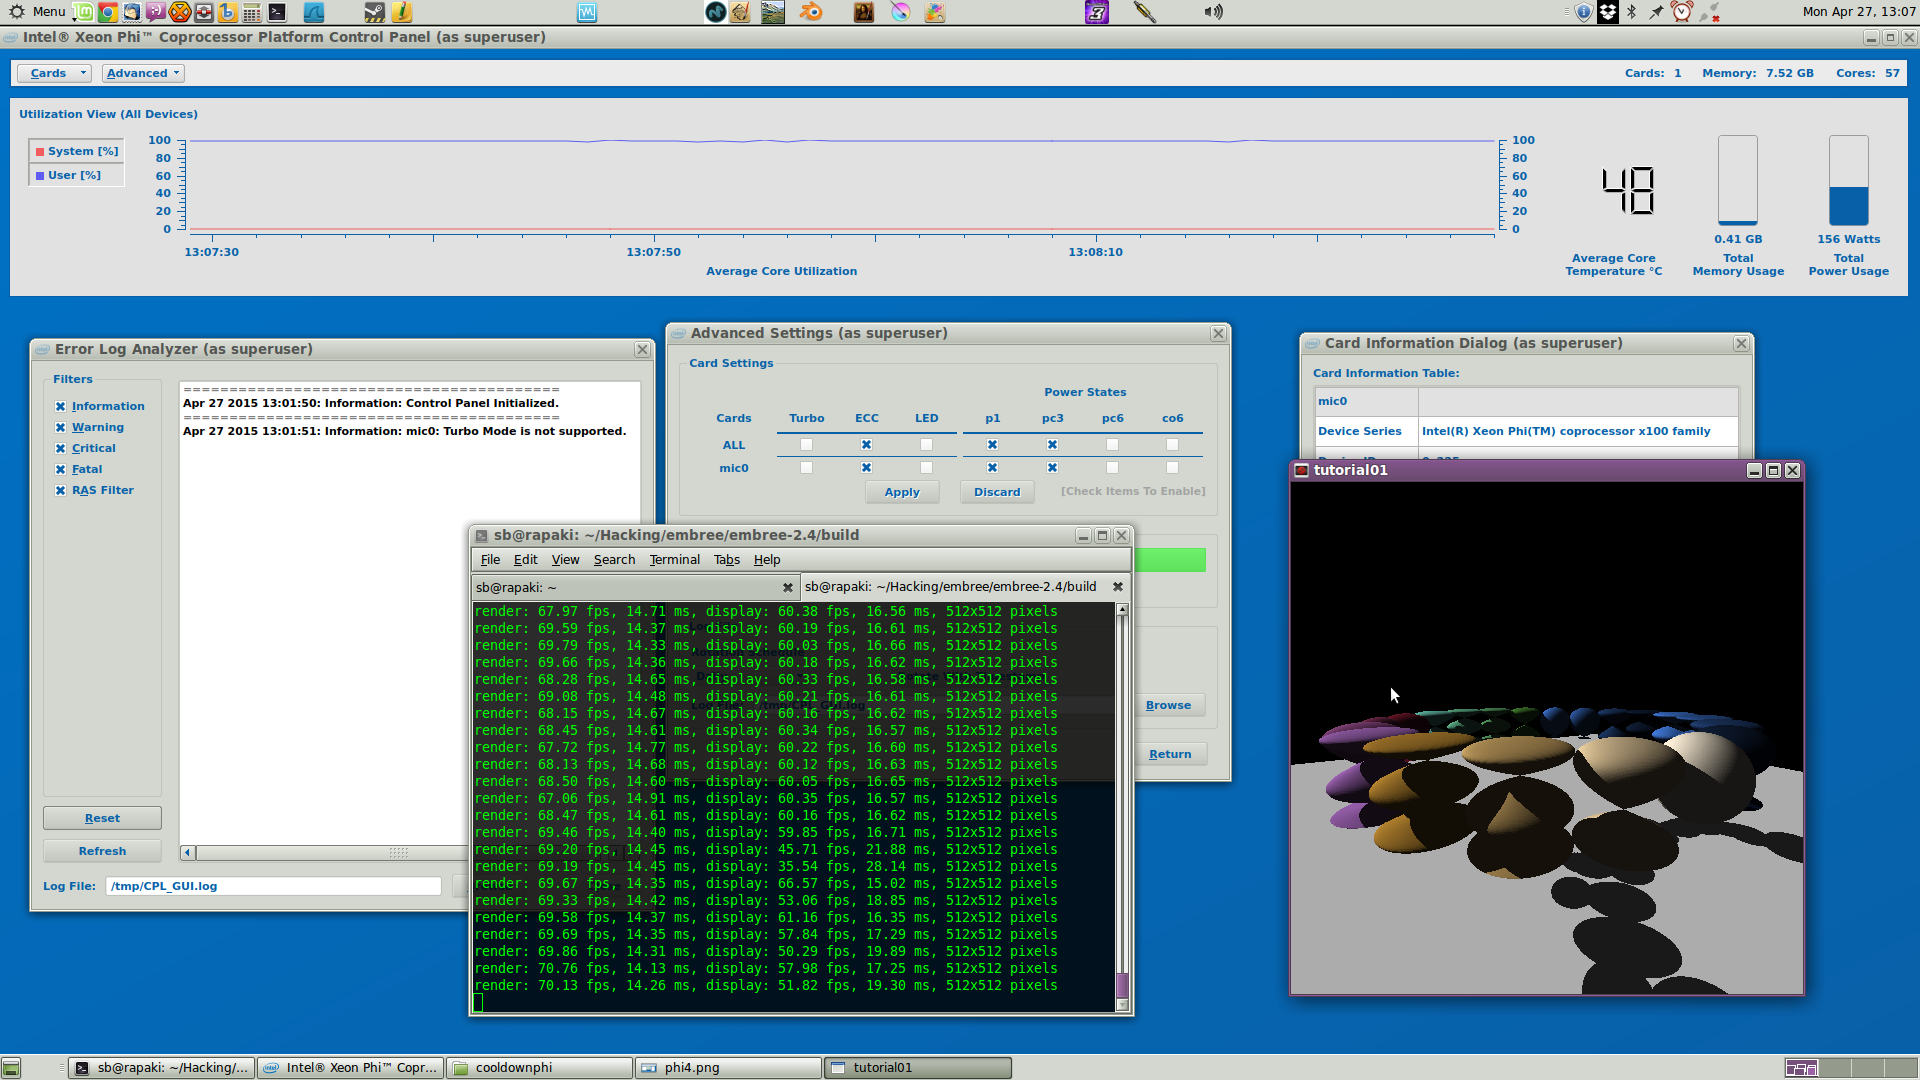 Menu
Mon Apr 27, 13:07
Intel® Xeon Phi™ Coprocessor Platform Control Panel (as superuser)
Cards Advanced Cards: 1 Memory: 7.52 GB Cores: 57
Utilization View (All Devices)
System [%]
User [%]
100
80
60
40
20
0
100
80
60
40
20
0
13:07:30 13:07:50 13:08:10
Average Core Utilization
48
Average Core
Temperature °C
0.41 GB
Total
Memory Usage
156 Watts
Total
Power Usage
Error Log Analyzer (as superuser)
Filters
Information
Warning
Critical
Fatal
RAS Filter
=========================================
Apr 27 2015 13:01:50: Information: Control Panel Initialized.
=========================================
Apr 27 2015 13:01:51: Information: mic0: Turbo Mode is not supported.
Reset
Refresh
Log File: /tmp/CPL_GUI.log
Advanced Settings (as superuser)
Card Settings
Power States
Cards Turbo ECC LED p1 pc3 pc6 co6
ALL
mic0
Apply Discard [Check Items To Enable]
Browse
Return
Card Information Dialog (as superuser)
Card Information Table:
mic0
Device Series Intel(R) Xeon Phi(TM) coprocessor x100 family
tutorial01
sb@rapaki: ~/Hacking/embree/embree-2.4/build
File Edit View Search Terminal Tabs Help
sb@rapaki: ~ sb@rapaki: ~/Hacking/embree/embree-2.4/build
render: 67.97 fps, 14.71 ms, display: 60.38 fps, 16.56 ms, 512x512 pixels
render: 69.59 fps, 14.37 ms, display: 60.19 fps, 16.61 ms, 512x512 pixels
render: 69.79 fps, 14.33 ms, display: 60.03 fps, 16.66 ms, 512x512 pixels
render: 69.66 fps, 14.36 ms, display: 60.18 fps, 16.62 ms, 512x512 pixels
render: 68.28 fps, 14.65 ms, display: 60.33 fps, 16.58 ms, 512x512 pixels
render: 69.08 fps, 14.48 ms, display: 60.21 fps, 16.61 ms, 512x512 pixels
render: 68.15 fps, 14.67 ms, display: 60.16 fps, 16.62 ms, 512x512 pixels
render: 68.45 fps, 14.61 ms, display: 60.34 fps, 16.57 ms, 512x512 pixels
render: 67.72 fps, 14.77 ms, display: 60.22 fps, 16.60 ms, 512x512 pixels
render: 68.13 fps, 14.68 ms, display: 60.12 fps, 16.63 ms, 512x512 pixels
render: 68.50 fps, 14.60 ms, display: 60.05 fps, 16.65 ms, 512x512 pixels
render: 67.06 fps, 14.91 ms, display: 60.35 fps, 16.57 ms, 512x512 pixels
render: 68.47 fps, 14.61 ms, display: 60.16 fps, 16.62 ms, 512x512 pixels
render: 69.46 fps, 14.40 ms, display: 59.85 fps, 16.71 ms, 512x512 pixels
render: 69.20 fps, 14.45 ms, display: 45.71 fps, 21.88 ms, 512x512 pixels
render: 69.19 fps, 14.45 ms, display: 35.54 fps, 28.14 ms, 512x512 pixels
render: 69.67 fps, 14.35 ms, display: 66.57 fps, 15.02 ms, 512x512 pixels
render: 69.33 fps, 14.42 ms, display: 53.06 fps, 18.85 ms, 512x512 pixels
render: 69.58 fps, 14.37 ms, display: 61.16 fps, 16.35 ms, 512x512 pixels
render: 69.69 fps, 14.35 ms, display: 57.84 fps, 17.29 ms, 512x512 pixels
render: 69.86 fps, 14.31 ms, display: 50.29 fps, 19.89 ms, 512x512 pixels
render: 70.76 fps, 14.13 ms, display: 57.98 fps, 17.25 ms, 512x512 pixels
render: 70.13 fps, 14.26 ms, display: 51.82 fps, 19.30 ms, 512x512 pixels
sb@rapaki: ~/Hacking/... Intel® Xeon Phi™ Copr... cooldownphi phi4.png tutorial01